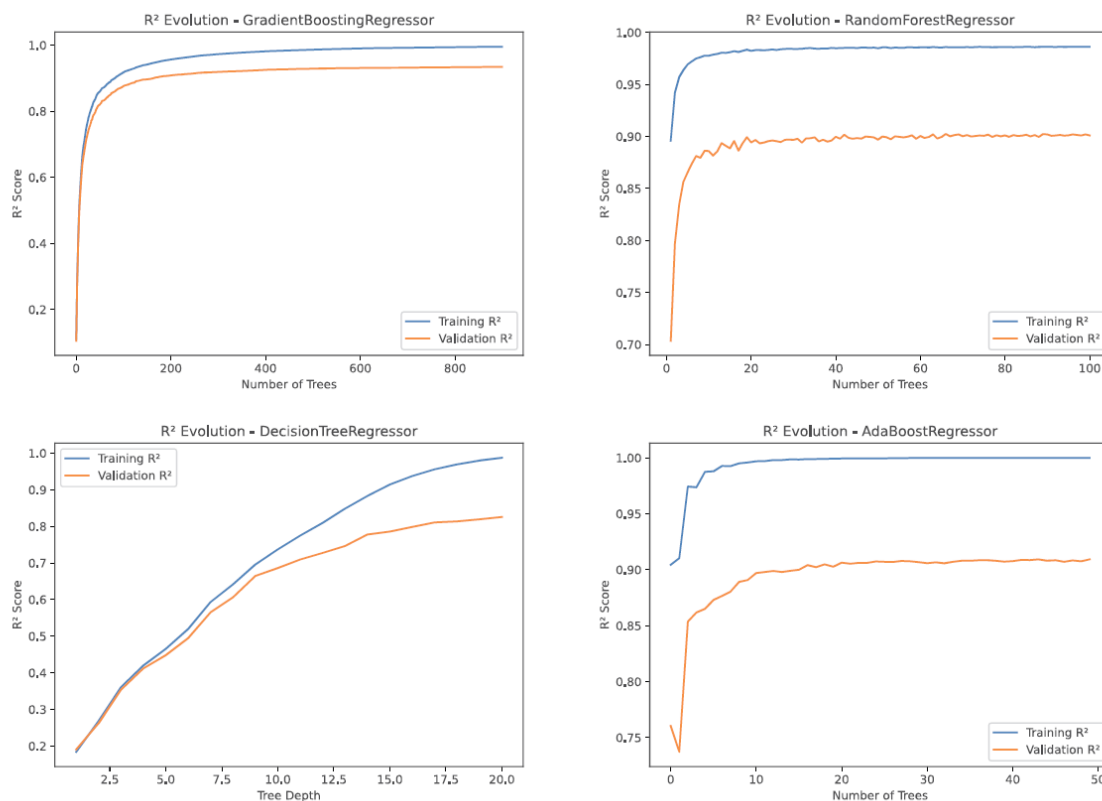 R² Evolution - GradientBoostingRegressor
1.0
0.8
0.6
0.4
0.2
R² Score
0 200 400 600 800
Number of Trees
Training R²
Validation R²
R² Evolution - RandomForestRegressor
1.00
0.95
0.90
0.85
0.80
0.75
0.70
R² Score
0 20 40 60 80 100
Number of Trees
Training R²
Validation R²
R² Evolution - DecisionTreeRegressor
1.0
0.9
0.8
0.7
0.6
0.5
0.4
0.3
0.2
R² Score
2.5 5.0 7.5 10.0 12.5 15.0 17.5 20.0
Tree Depth
Training R²
Validation R²
R² Evolution - AdaBoostRegressor
1.00
0.95
0.90
0.85
0.80
0.75
R² Score
0 10 20 30 40 50
Number of Trees
Training R²
Validation R²